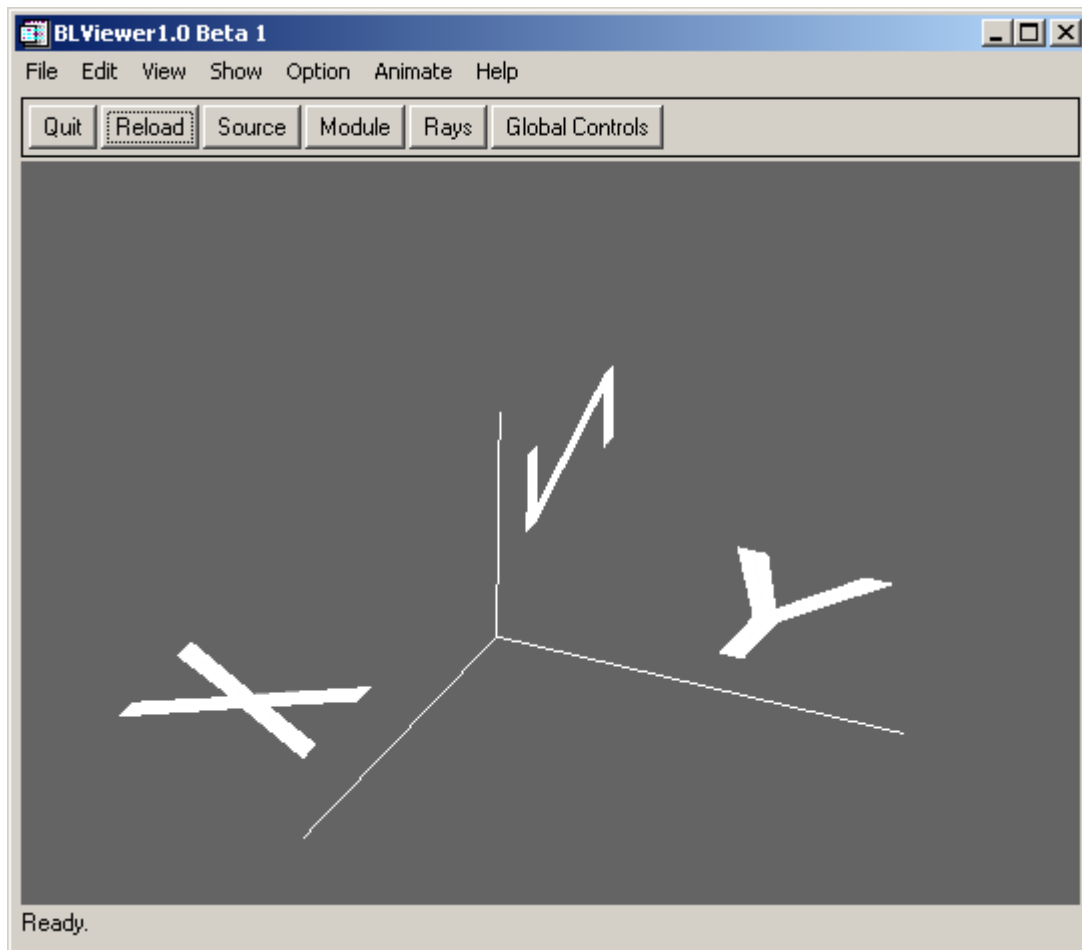 BLViewer1.0 Beta 1
File Edit View Show Option Animate Help
Quit Reload Source Module Rays Global Controls
Z
Y
X
Ready.